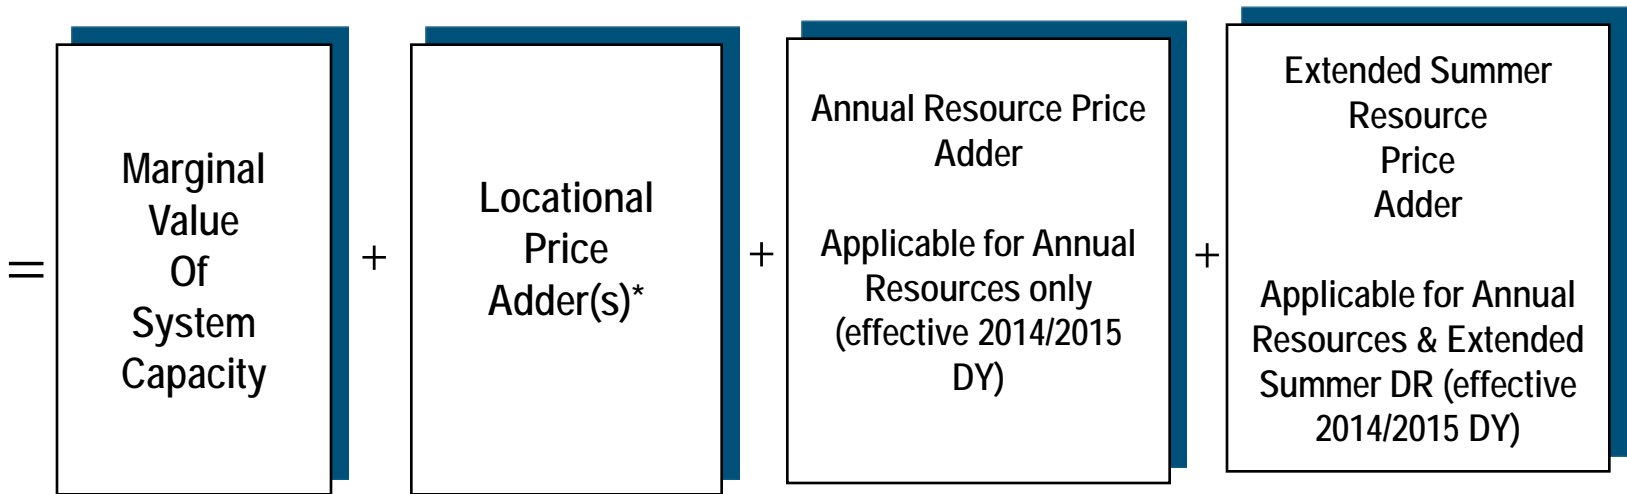 =
Marginal
Value
Of
System
Capacity
+
Locational
Price
Adder(s)*
+
Annual Resource Price
Adder
Applicable for Annual
Resources only
(effective 2014/2015
DY)
+
Extended Summer
Resource
Price
Adder
Applicable for Annual
Resources & Extended
Summer DR (effective
2014/2015 DY)